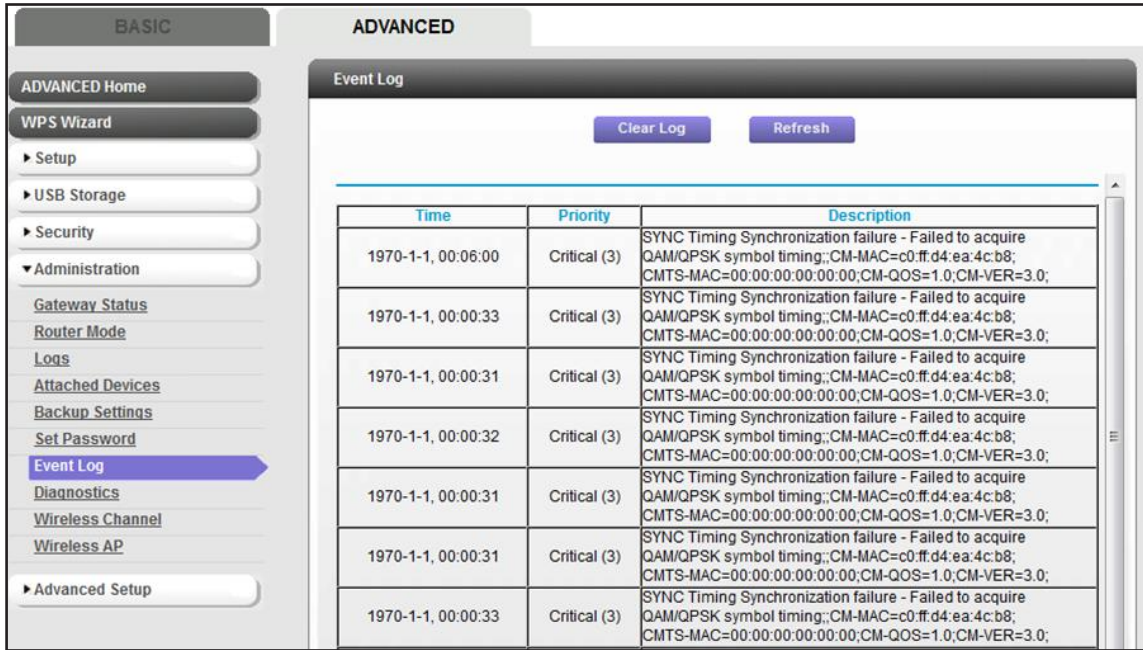 BASIC
ADVANCED
ADVANCED Home
WPS Wizard
Setup
USB Storage
Security
Administration
Gateway Status
Router Mode
Logs
Attached Devices
Backup Settings
Set Password
Event Log
Diagnostics
Wireless Channel
Wireless AP
Advanced Setup
Event Log
Clear Log
Refresh
Time Priority Description
1970-1-1, 00:06:00 Critical (3) SYNC Timing Synchronization failure - Failed to acquire
QAM/QPSK symbol timing;;CM-MAC=c0:ff:d4:ea:4c:b8;
CMTS-MAC=00:00:00:00:00:00;CM-QOS=1.0;CM-VER=3.0;
1970-1-1, 00:00:33 Critical (3) SYNC Timing Synchronization failure - Failed to acquire
QAM/QPSK symbol timing;;CM-MAC=c0:ff:d4:ea:4c:b8;
CMTS-MAC=00:00:00:00:00:00;CM-QOS=1.0;CM-VER=3.0;
1970-1-1, 00:00:31 Critical (3) SYNC Timing Synchronization failure - Failed to acquire
QAM/QPSK symbol timing;;CM-MAC=c0:ff:d4:ea:4c:b8;
CMTS-MAC=00:00:00:00:00:00;CM-QOS=1.0;CM-VER=3.0;
1970-1-1, 00:00:32 Critical (3) SYNC Timing Synchronization failure - Failed to acquire
QAM/QPSK symbol timing;;CM-MAC=c0:ff:d4:ea:4c:b8;
CMTS-MAC=00:00:00:00:00:00;CM-QOS=1.0;CM-VER=3.0;
1970-1-1, 00:00:31 Critical (3) SYNC Timing Synchronization failure - Failed to acquire
QAM/QPSK symbol timing;;CM-MAC=c0:ff:d4:ea:4c:b8;
CMTS-MAC=00:00:00:00:00:00;CM-QOS=1.0;CM-VER=3.0;
1970-1-1, 00:00:31 Critical (3) SYNC Timing Synchronization failure - Failed to acquire
QAM/QPSK symbol timing;;CM-MAC=c0:ff:d4:ea:4c:b8;
CMTS-MAC=00:00:00:00:00:00;CM-QOS=1.0;CM-VER=3.0;
1970-1-1, 00:00:33 Critical (3) SYNC Timing Synchronization failure - Failed to acquire
QAM/QPSK symbol timing;;CM-MAC=c0:ff:d4:ea:4c:b8;
CMTS-MAC=00:00:00:00:00:00;CM-QOS=1.0;CM-VER=3.0;